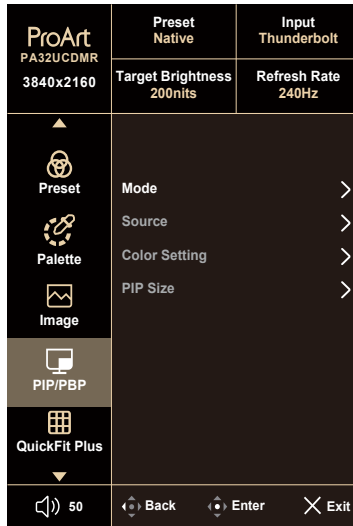 ProArt
PA32UCDMR
3840x2160
Preset
Native
Input
Thunderbolt
Target Brightness
200nits
Refresh Rate
240Hz
Preset
Palette
Image
PIP/PBP
QuickFit Plus
Mode
Source
Color Setting
PIP Size
50
Back
Enter
Exit